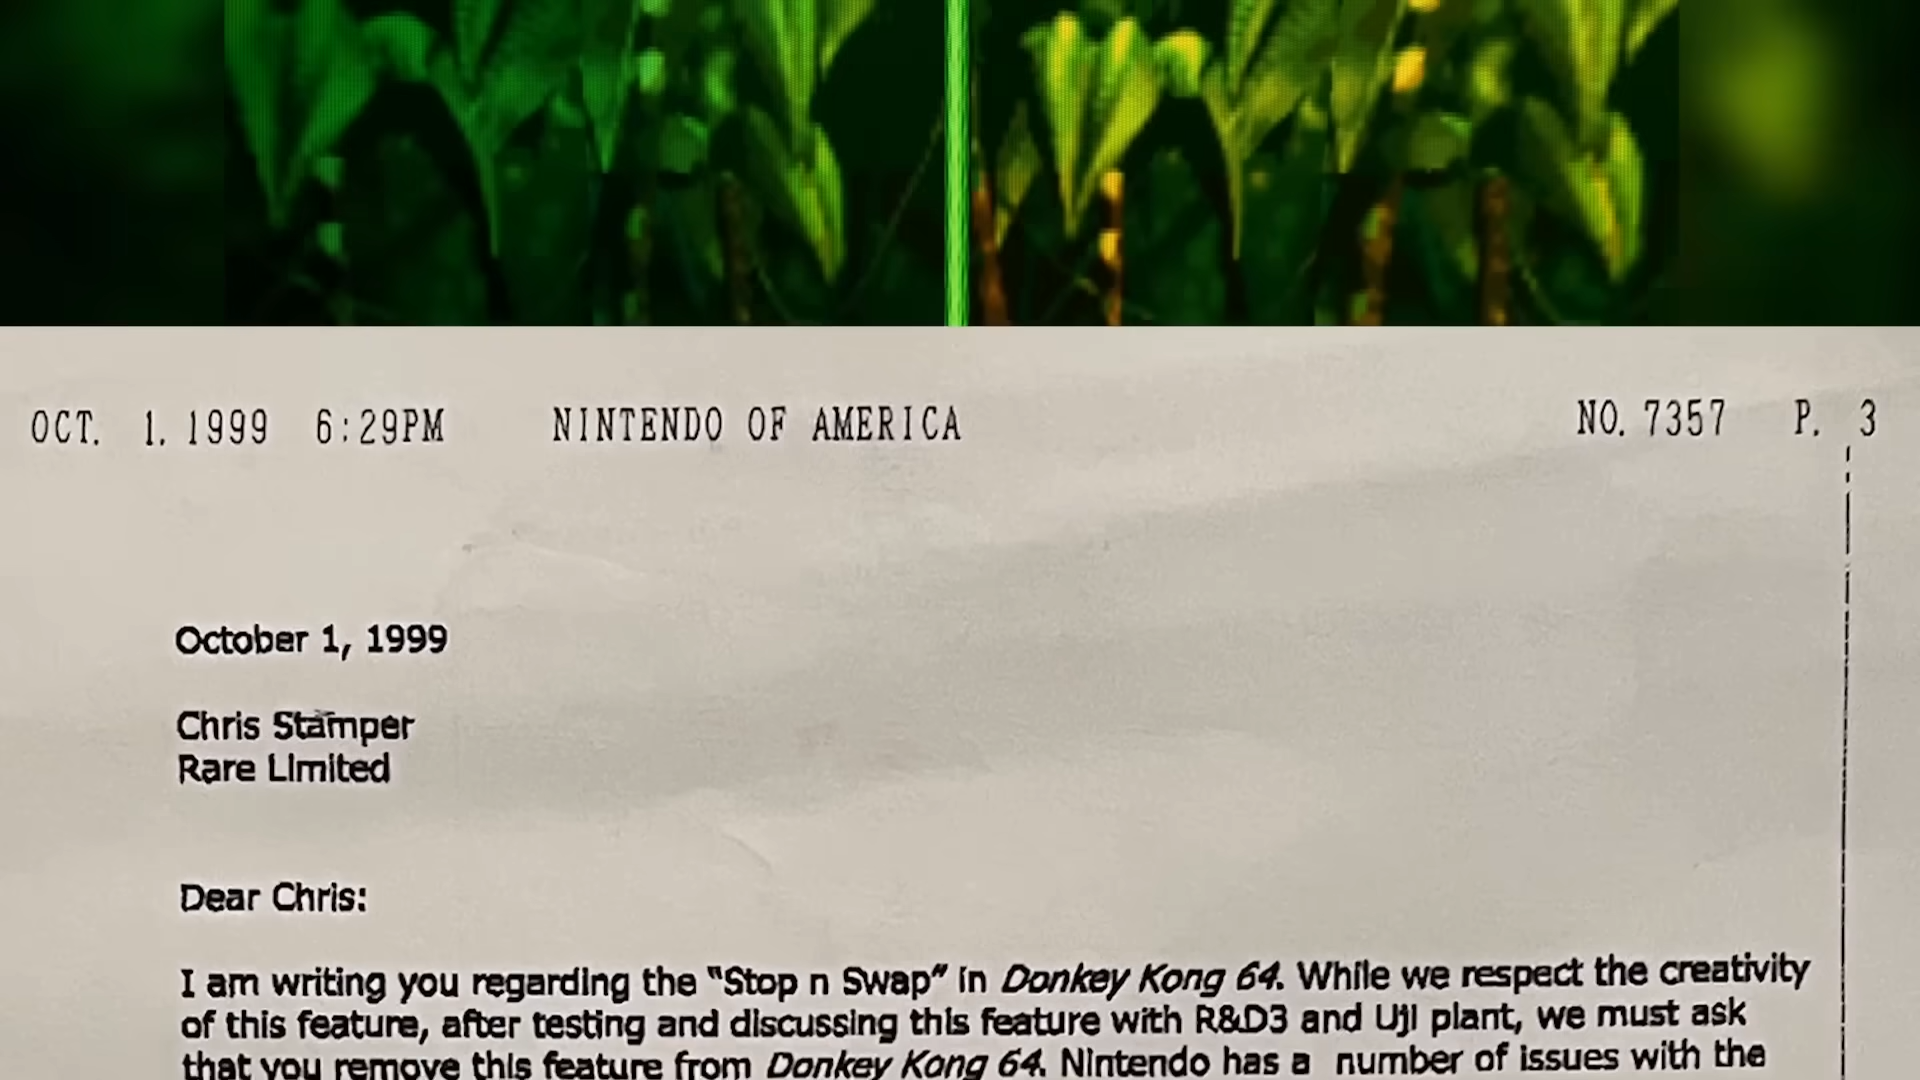 OCT. 1. 1999 6:29PM NINTENDO OF AMERICA NO. 7357 P. 3
October 1, 1999
Chris Stamper
Rare Limited
Dear Chris:
I am writing you regarding the "Stop n Swap" in Donkey Kong 64. While we respect the creativity
of this feature, after testing and discussing this feature with R&D3 and Uji plant, we must ask
that you remove this feature from Donkey Kong 64. Nintendo has a number of issues with the